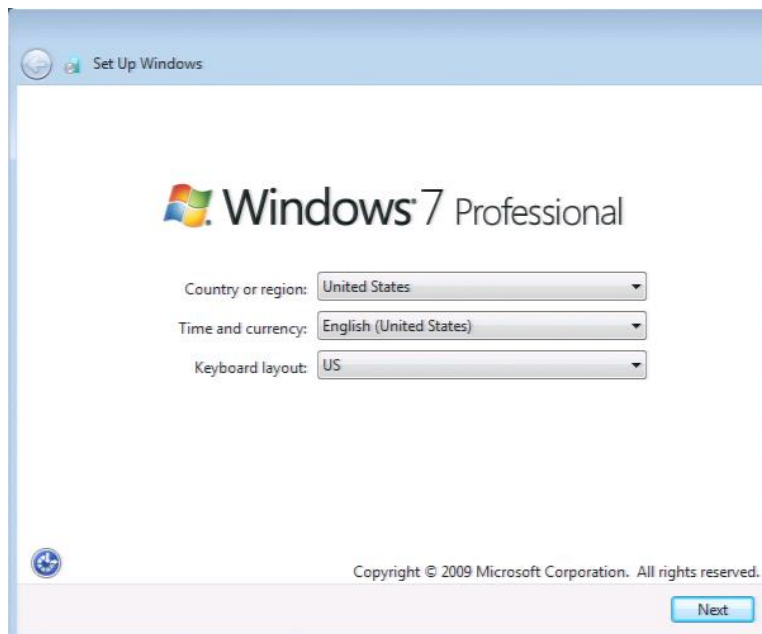 Set Up Windows
Windows® 7 Professional
Country or region: United States
Time and currency: English (United States)
Keyboard layout: US
Copyright © 2009 Microsoft Corporation. All rights reserved.
Next